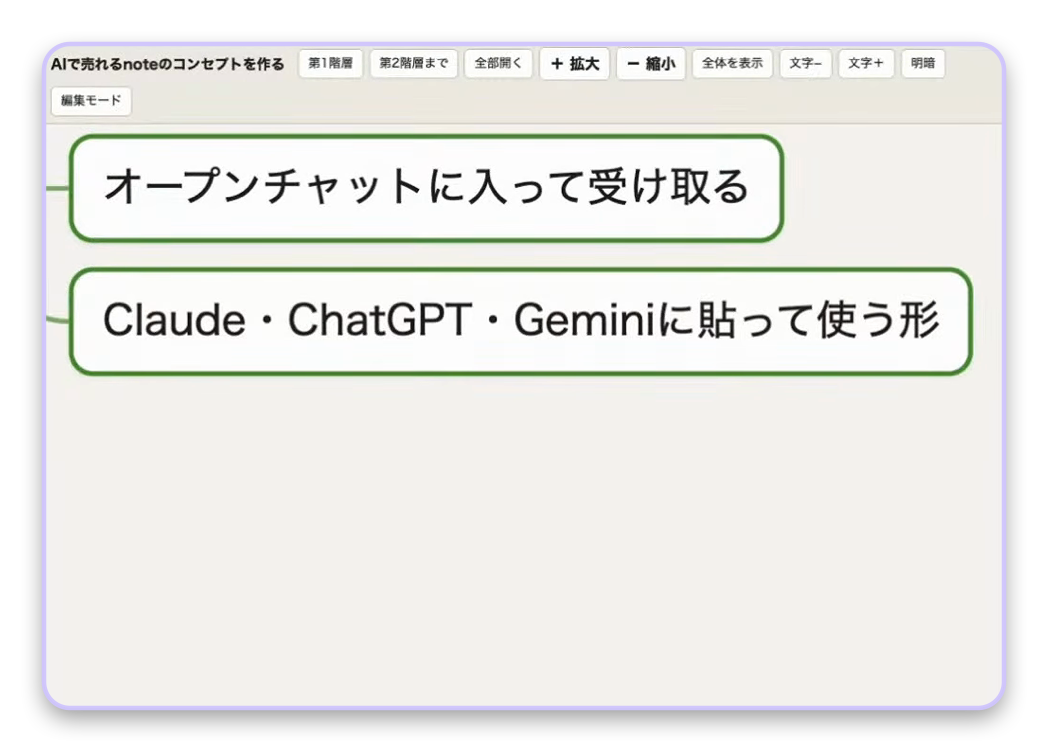 AIで売れるnoteのコンセプトを作る 第1階層 第2階層まで 全部開く + 拡大 − 縮小 全体を表示 文字− 文字+ 明暗
編集モード
オープンチャットに入って受け取る
Claude・ChatGPT・Geminiに貼って使う形